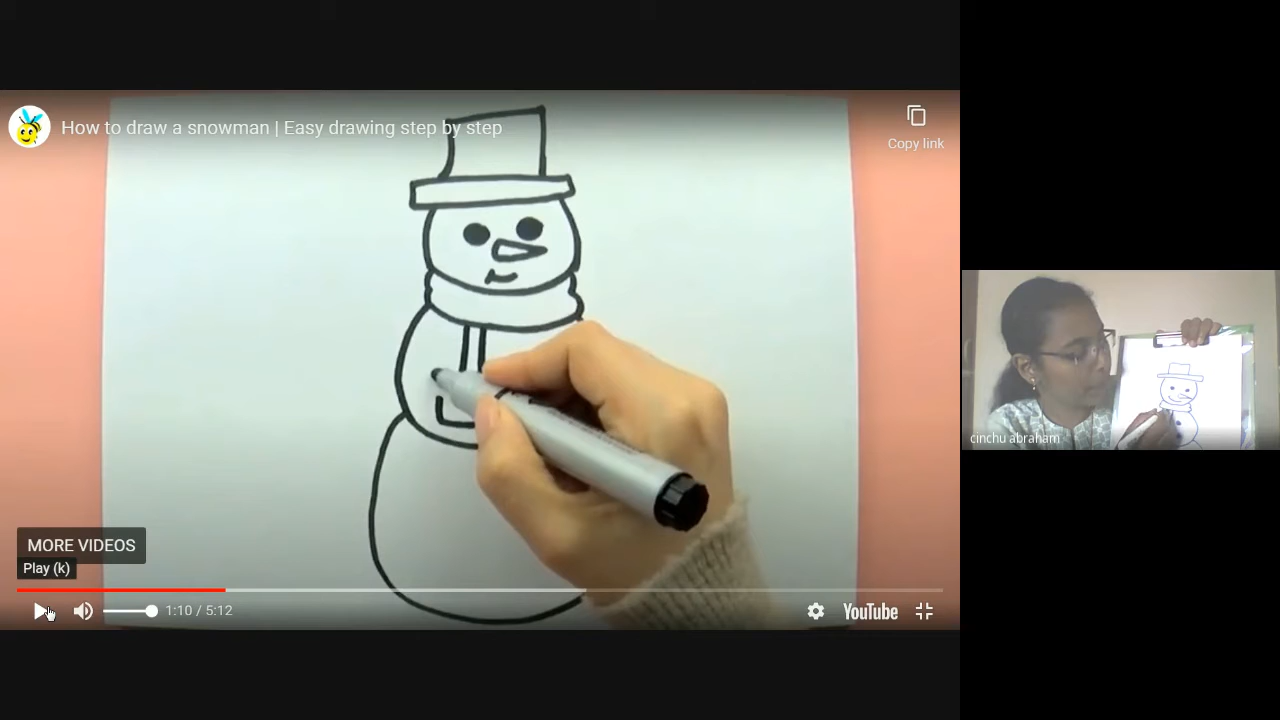 How to draw a snowman | Easy drawing step by step
Copy link
cinchu abraham
MORE VIDEOS
Play (k)
1:10 / 5:12
YouTube